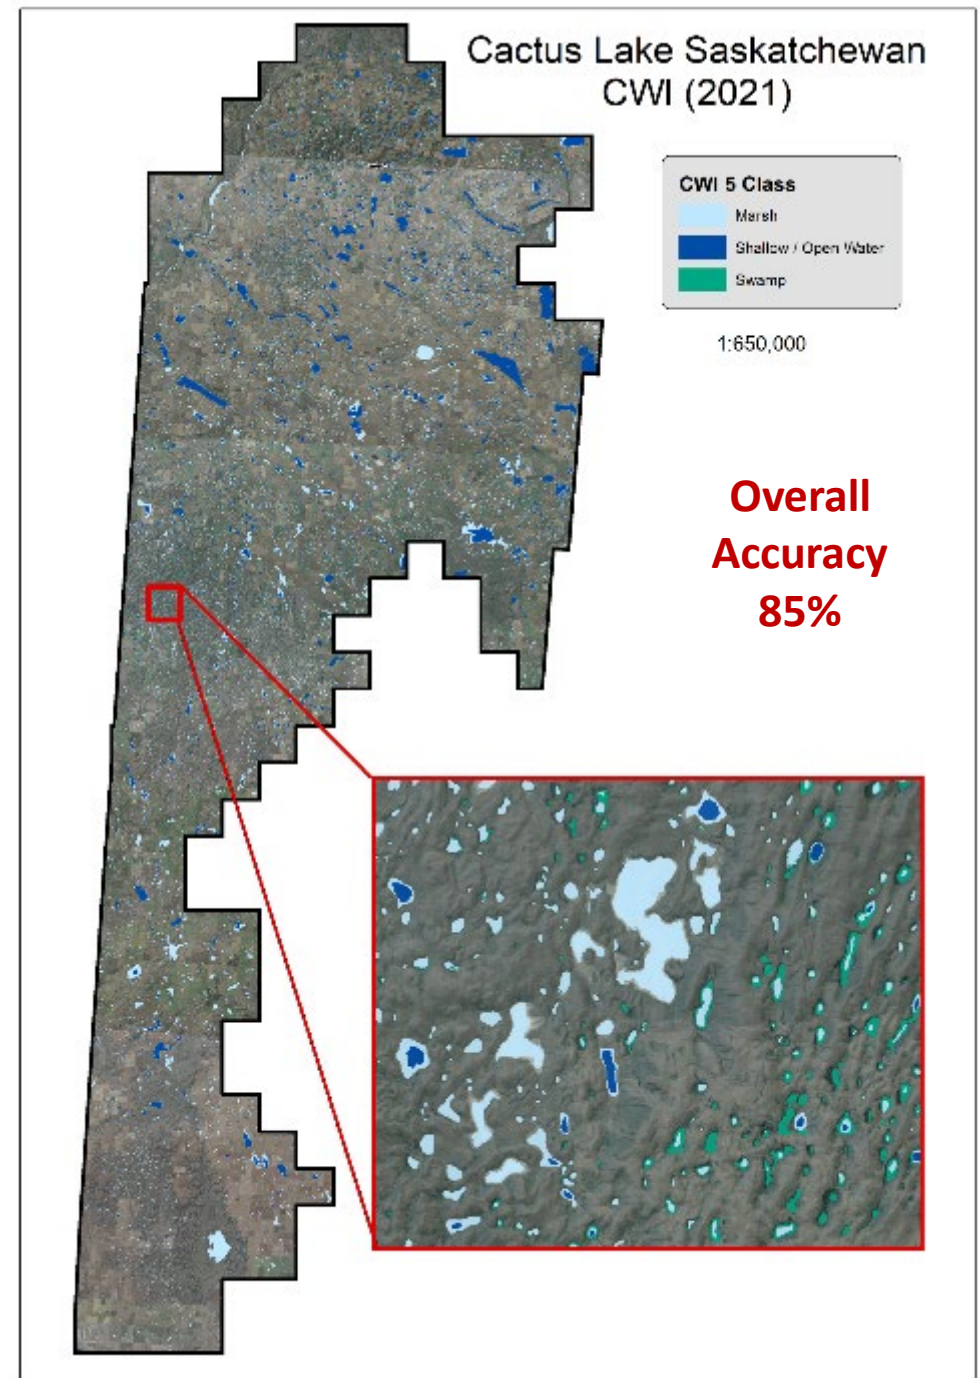 Cactus Lake Saskatchewan
CWI (2021)
CWI 5 Class
Marsh
Shallow / Open Water
Swamp
1:650,000
Overall
Accuracy
85%